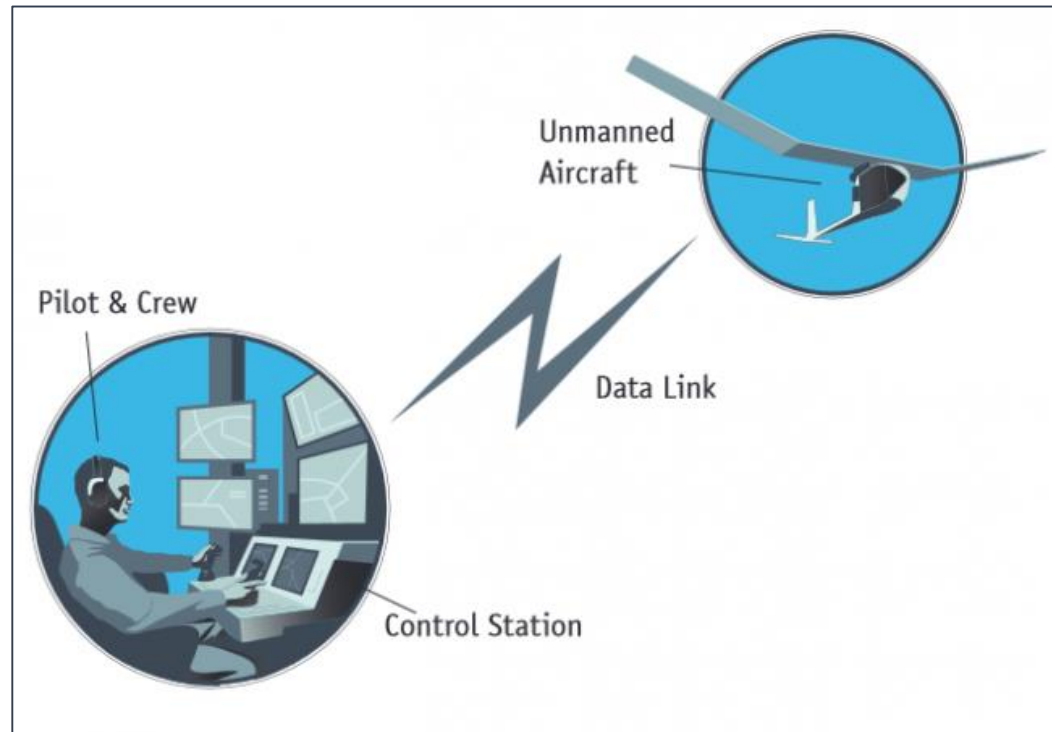 Unmanned
Aircraft
Pilot & Crew
Data Link
Control Station